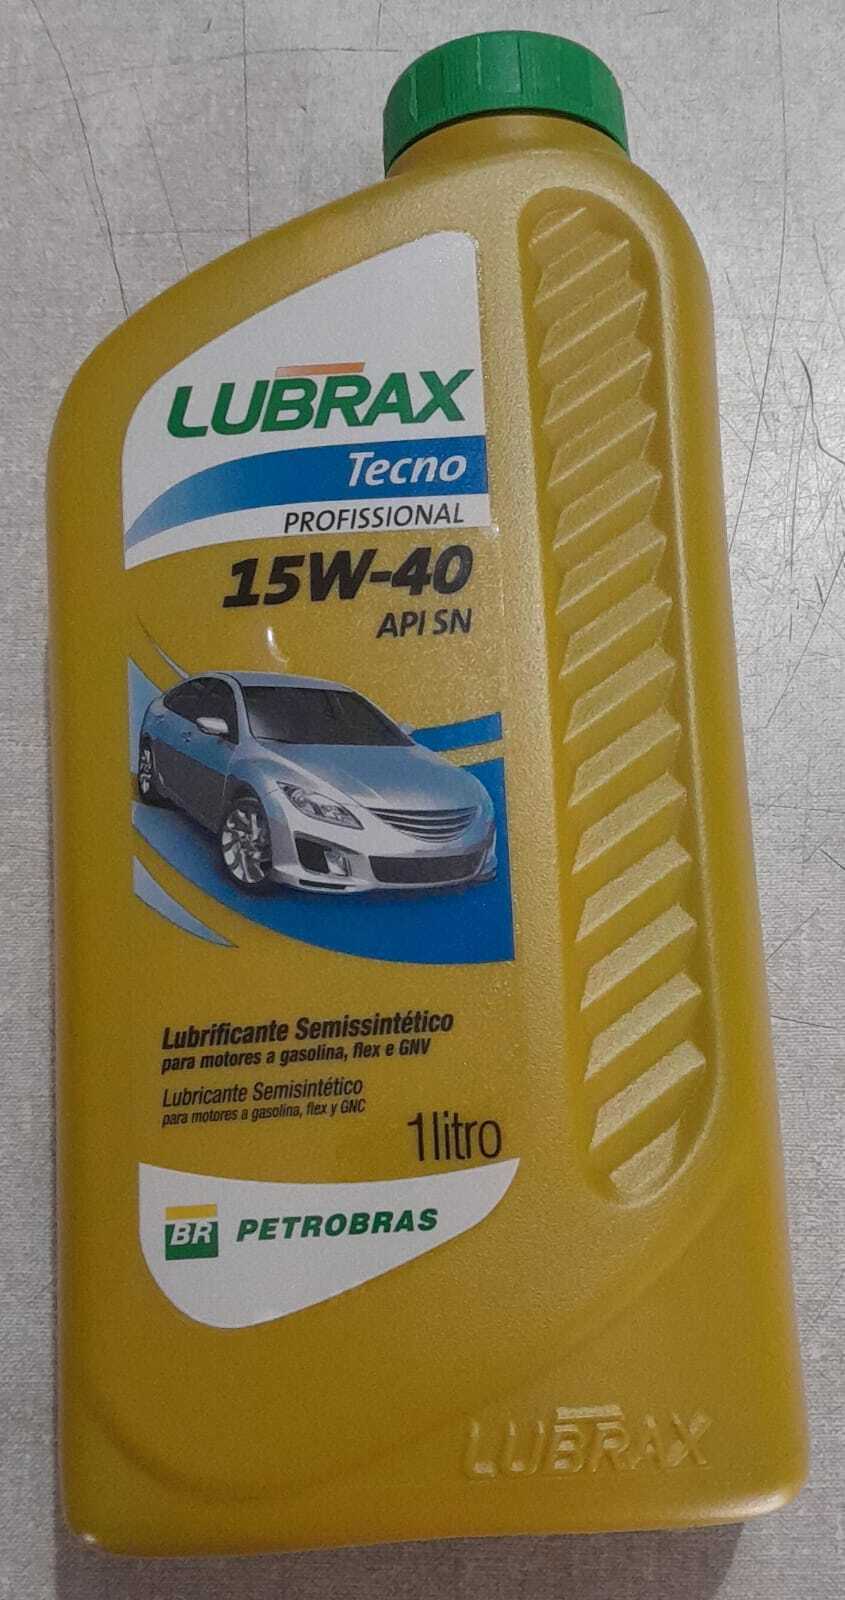 LUBRAX
Tecno
PROFISSIONAL
15W-40
API SN
Lubrificante Semissintético
para motores a gasolina, flex e GNV
Lubricante Semisintético
para motores a gasolina, flex y GNC
1litro
BR PETROBRAS
LUBRAX